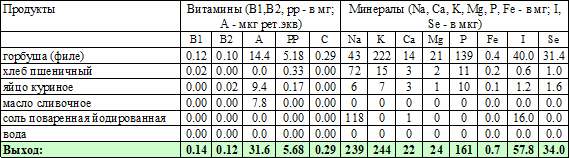 Продукты Витамины (B1,B2, pp - в мг; Минералы (Na, Ca, K, Mg, P, Fe - в мг; I,
А - мкг рет.экв) Se - в мкг)
B1 B2 A PP C Na K Ca Mg P Fe I Se
горбуша (филе) 0.12 0.10 14.4 5.18 0.29 43 222 14 21 139 0.4 40.0 31.4
хлеб пшеничный 0.02 0.00 0.0 0.33 0.00 72 15 3 2 11 0.2 0.6 1.0
яйцо куриное 0.00 0.02 9.4 0.17 0.00 6 7 3 1 10 0.1 1.2 1.6
масло сливочное 0.00 0.00 7.8 0.00 0.00 0 0 0 0 0 0.0 0.0 0.0
соль поваренная йодированная 0.00 0.00 0.0 0.00 0.00 118 0 1 0 0 0.0 16.0 0.0
вода 0.00 0.00 0.0 0.00 0.00 0 0 0 0 0 0.0 0.0 0.0
Выход: 0.14 0.12 31.6 5.68 0.29 239 244 22 24 161 0.7 57.8 34.0